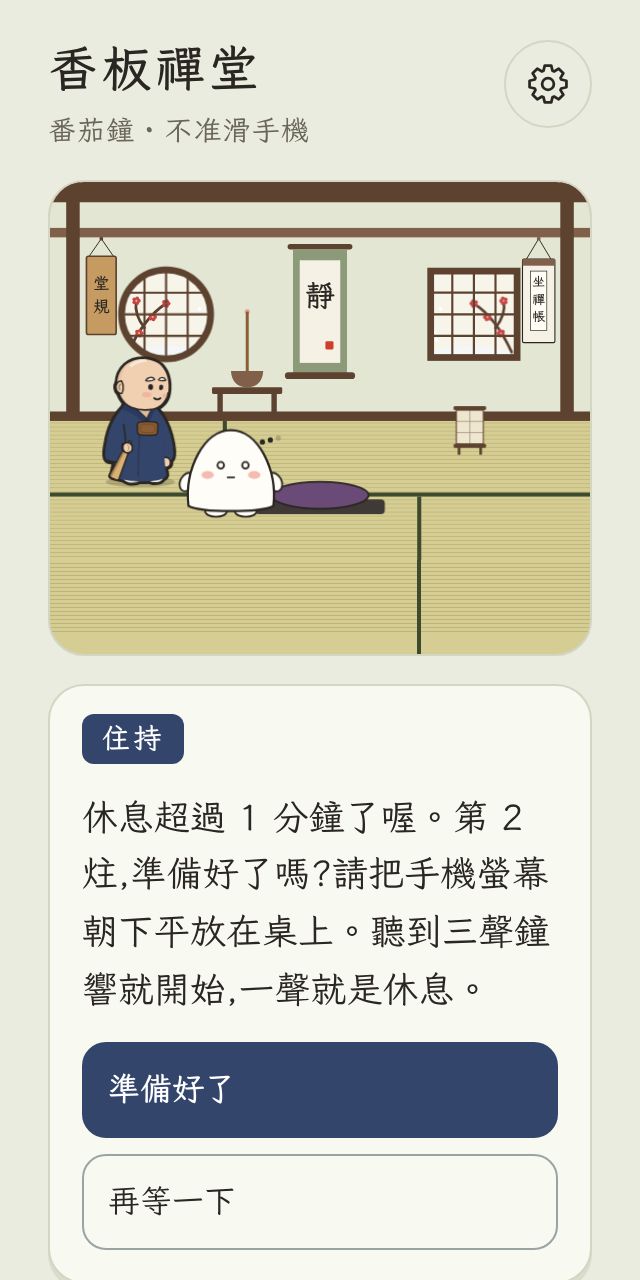 香板禪堂
番茄鐘・不准滑手機
堂規
靜
坐禪帳
住持
休息超過 1 分鐘了喔。第 2
炷,準備好了嗎?請把手機螢幕
朝下平放在桌上。聽到三聲鐘
響就開始,一聲就是休息。
準備好了
再等一下